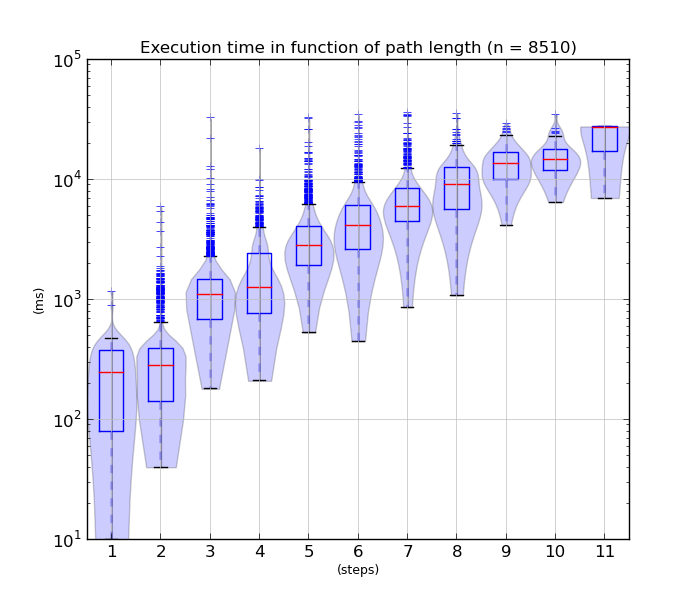 Execution time in function of path length (n = 8510)
10^5
10^4
10^3
10^2
10^1
(ms)
1 2 3 4 5 6 7 8 9 10 11
(steps)